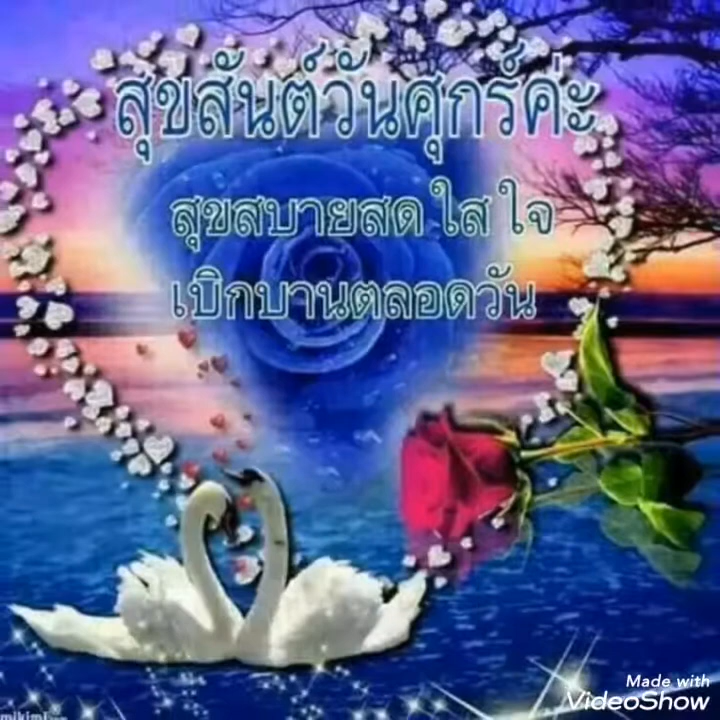 สุขสันต์วันศุกร์ค่ะ
สุขสบายสด ใส ใจ
เบิกบานตลอดวัน
Made with
VideoShow
mikimi